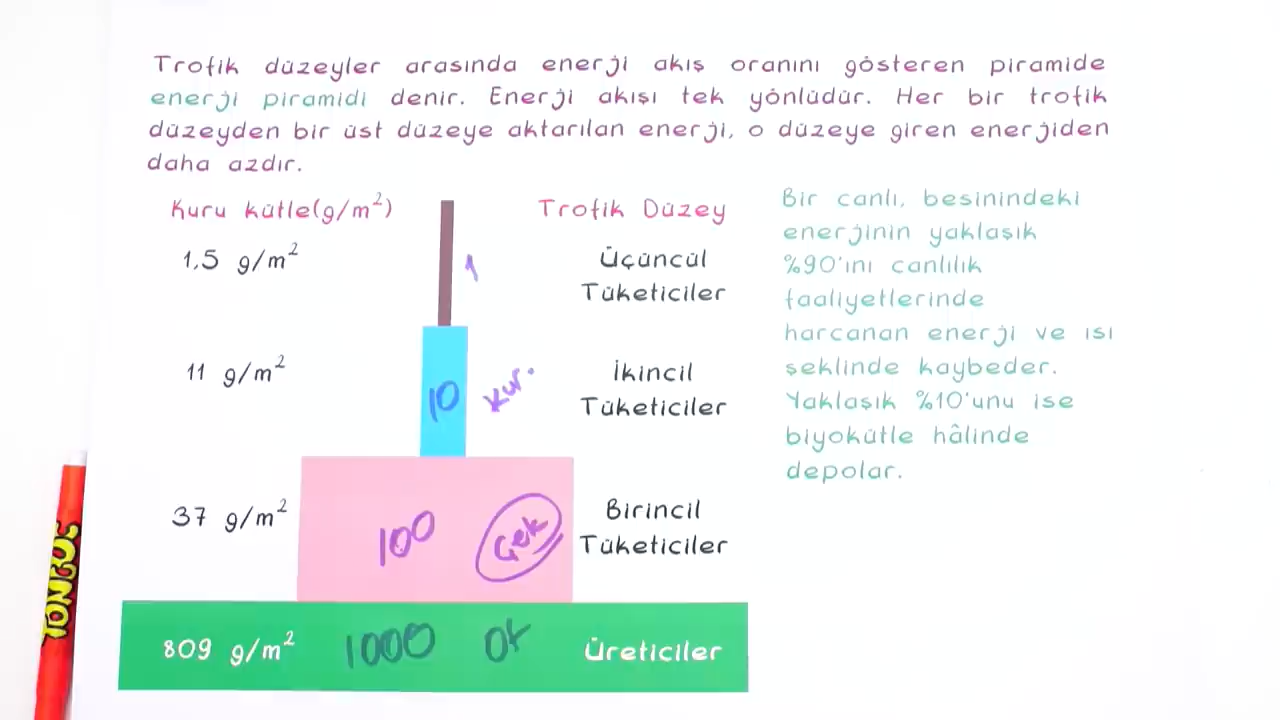 Trofik düzeyler arasında enerji akış oranını gösteren piramide
enerji piramidi denir. Enerji akışı tek yönlüdür. Her bir trofik
düzeyden bir üst düzeye aktarılan enerji, o düzeye giren enerjiden
daha azdır.
Kuru kütle(g/m²)
Trofik Düzey
1,5 g/m²
1
Üçüncül
Tüketiciler
11 g/m²
10
Kur.
İkincil
Tüketiciler
37 g/m²
100
Çek
Birincil
Tüketiciler
809 g/m²
1000
Ot
Üreticiler
Bir canlı, besinindeki
enerjinin yaklaşık
%90'ını canlılık
faaliyetlerinde
harcanan enerji ve ısı
şeklinde kaybeder.
Yaklaşık %10'unu ise
biyokütle hâlinde
depolar.
TONGUÇ